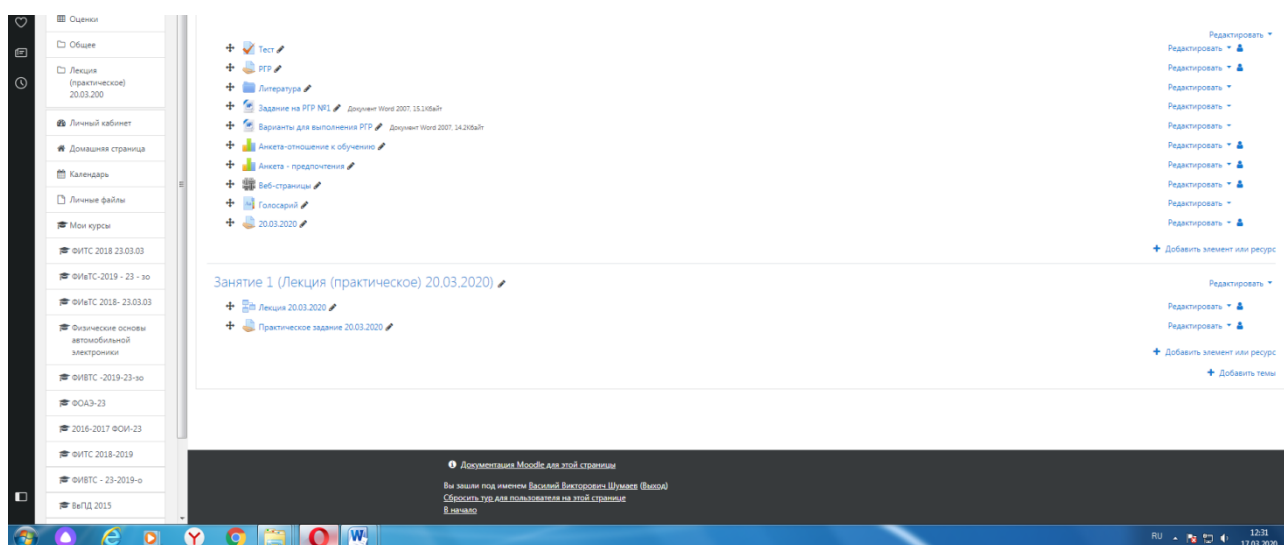 Оценки
Общее
Лекция
(практическое)
20.03.200
Личный кабинет
Домашняя страница
Календарь
Личные файлы
Мои курсы
ФИТС 2018 23.03.03
ФИвТС-2019 - 23 - зо
ФИвТС 2018- 23.03.03
Физические основы
автомобильной
электроники
ФИВТС -2019-23-зо
ФОАЭ-23
2016-2017 ФОИ-23
ФИТС 2018-2019
ФИВТС - 23-2019-о
ВвПД 2015
Редактировать
Тест Редактировать
РГР Редактировать
Литература Редактировать
Задание на РГР №1 Документ Word 2007, 15.1Кбайт Редактировать
Варианты для выполнения РГР Документ Word 2007, 14.2Кбайт Редактировать
Анкета-отношение к обучению Редактировать
Анкета - предпочтения Редактировать
Веб-страницы Редактировать
Голосарий Редактировать
20.03.2020 Редактировать
Добавить элемент или ресурс
Занятие 1 (Лекция (практическое) 20.03.2020) Редактировать
Лекция 20.03.2020 Редактировать
Практическое задание 20.03.2020 Редактировать
Добавить элемент или ресурс
Добавить темы
Документация Moodle для этой страницы
Вы зашли под именем Василий Викторович Шумаев (Выход)
Сбросить тур для пользователя на этой странице
В начало
RU 12:31
17.03.2020